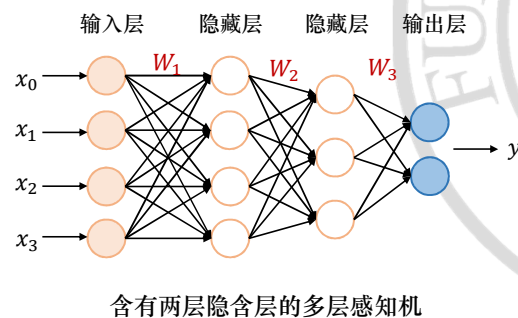 输入层 隐藏层 隐藏层 输出层
W₁ W₂ W₃
x₀
x₁
x₂
x₃
y
含有两层隐含层的多层感知机
FU